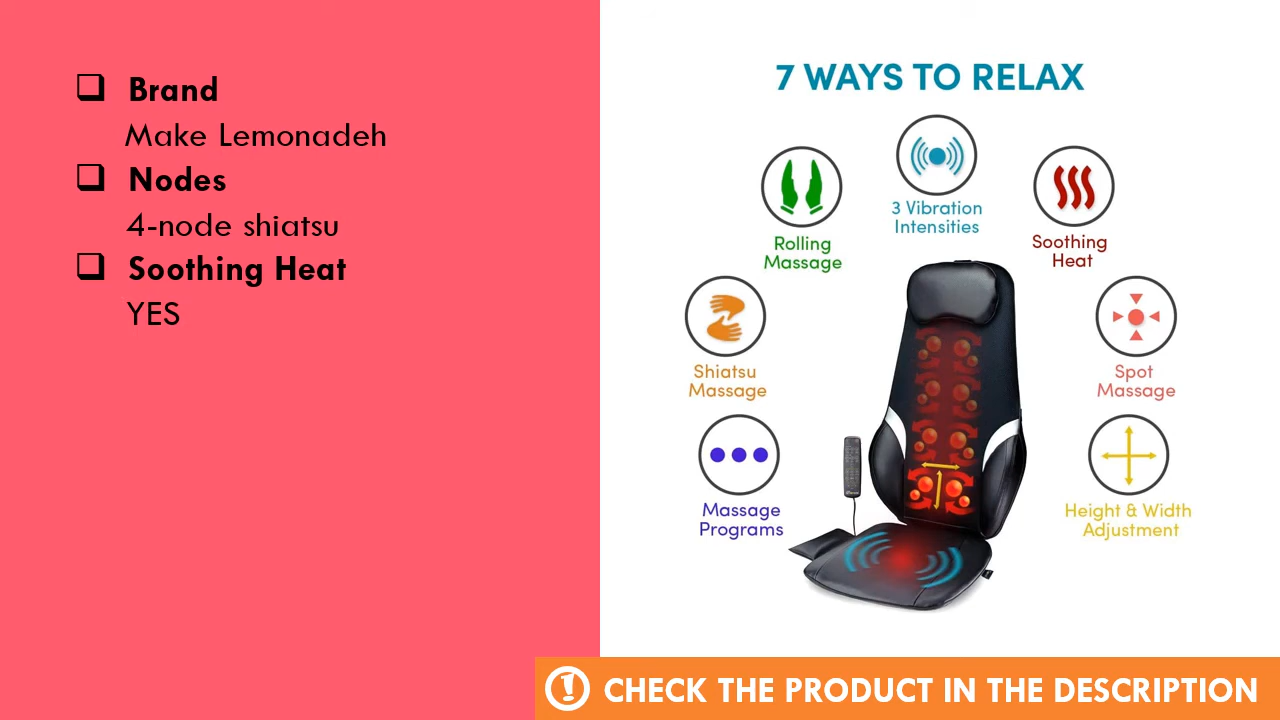 Brand
Make Lemonadeh
Nodes
4-node shiatsu
Soothing Heat
YES
7 WAYS TO RELAX
3 Vibration
Intensities
Rolling
Massage
Soothing
Heat
Shiatsu
Massage
Spot
Massage
Massage
Programs
Height & Width
Adjustment
CHECK THE PRODUCT IN THE DESCRIPTION